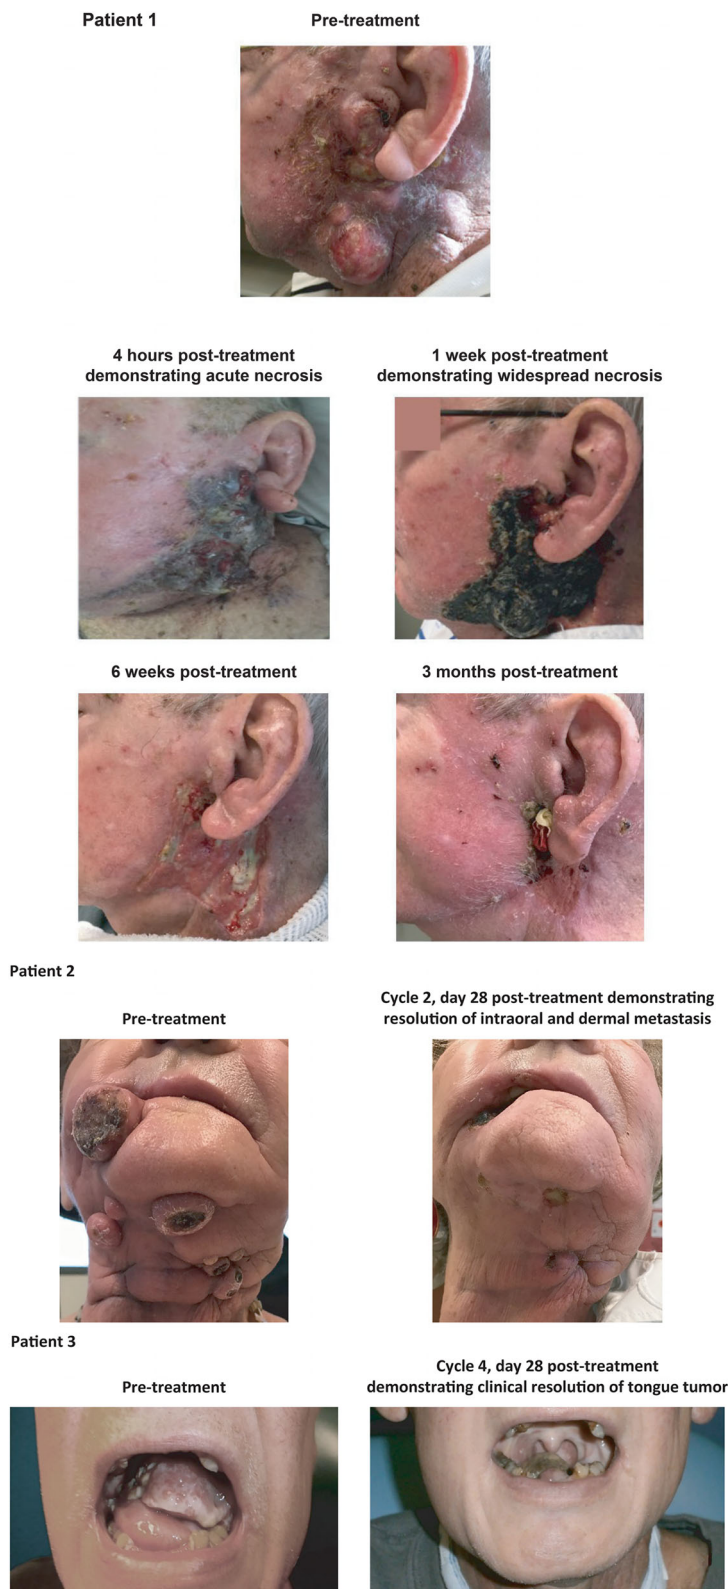 Patient 1
Pre-treatment
4 hours post-treatment
demonstrating acute necrosis
1 week post-treatment
demonstrating widespread necrosis
6 weeks post-treatment
3 months post-treatment
Patient 2
Pre-treatment
Cycle 2, day 28 post-treatment demonstrating
resolution of intraoral and dermal metastasis
Patient 3
Pre-treatment
Cycle 4, day 28 post-treatment
demonstrating clinical resolution of tongue tumor